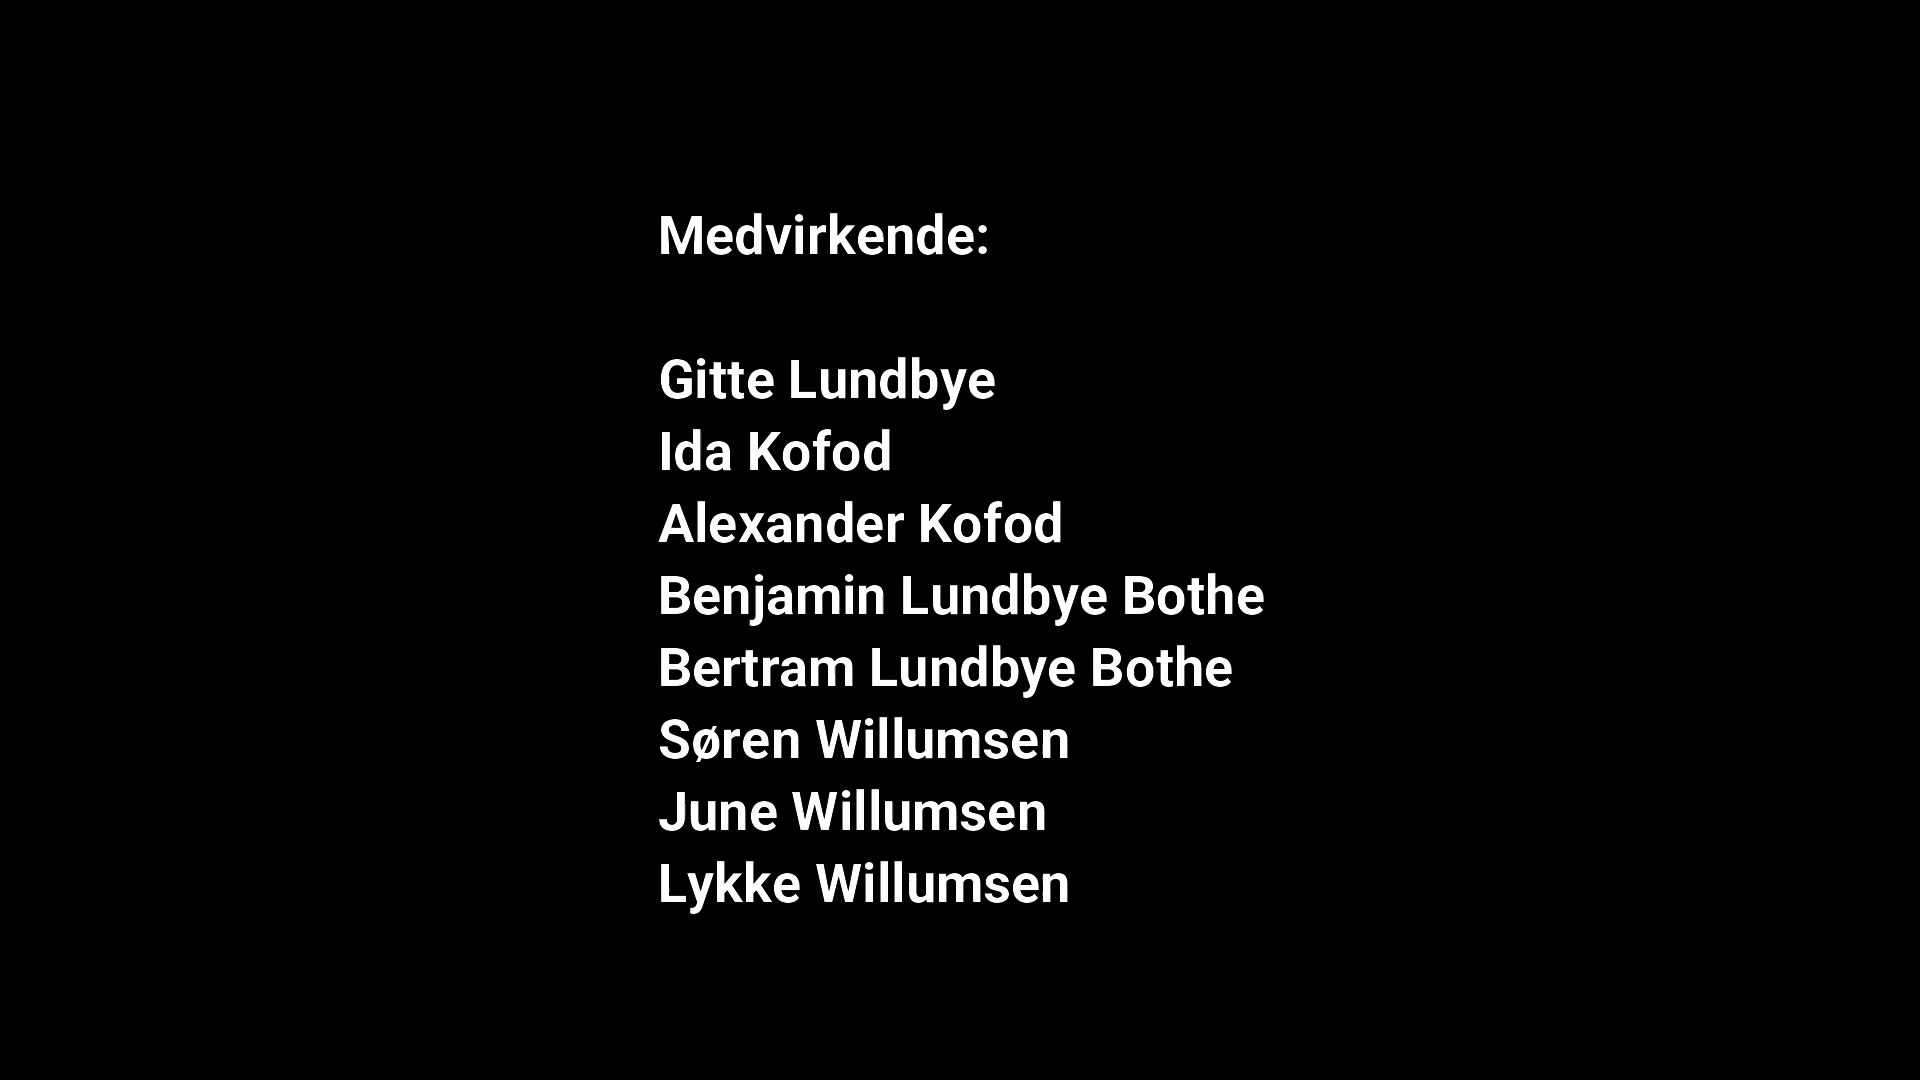 Medvirkende:
Gitte Lundbye
Ida Kofod
Alexander Kofod
Benjamin Lundbye Bothe
Bertram Lundbye Bothe
Søren Willumsen
June Willumsen
Lykke Willumsen